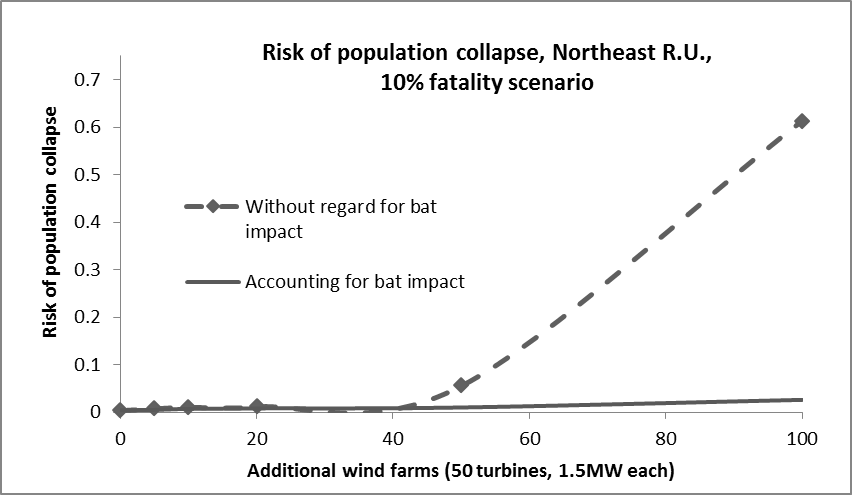 Risk of population collapse, Northeast R.U.,
10% fatality scenario
Risk of population collapse
0.7
0.6
0.5
0.4
0.3
0.2
0.1
0
Without regard for bat
impact
Accounting for bat impact
0 20 40 60 80 100
Additional wind farms (50 turbines, 1.5MW each)